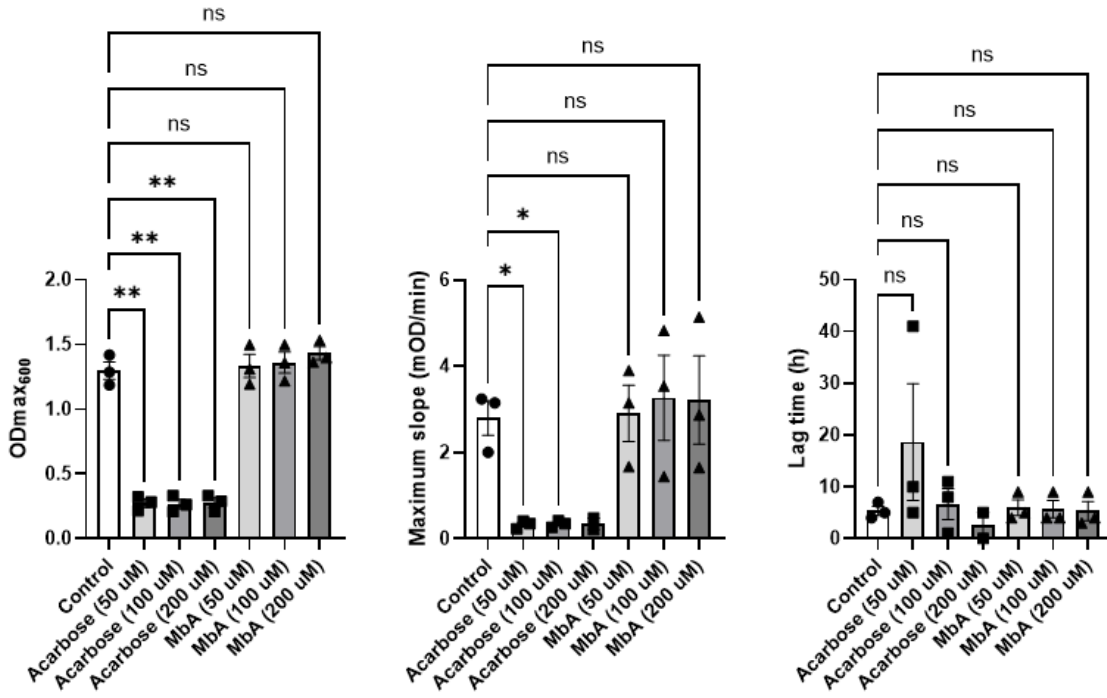 ns
ns
ns
**
**
**
2.0
1.5
1.0
0.5
0.0
ODmax600
Control
Acarbose (50 uM)
Acarbose (100 uM)
Acarbose (200 uM)
MbA (50 uM)
MbA (100 uM)
MbA (200 uM)
ns
ns
ns
*
*
6
4
2
0
Maximum slope (mOD/min)
Control
Acarbose (50 uM)
Acarbose (100 uM)
Acarbose (200 uM)
MbA (50 uM)
MbA (100 uM)
MbA (200 uM)
ns
ns
ns
ns
ns
50
40
30
20
10
0
Lag time (h)
Control
Acarbose (50 uM)
Acarbose (100 uM)
Acarbose (200 uM)
MbA (50 uM)
MbA (100 uM)
MbA (200 uM)